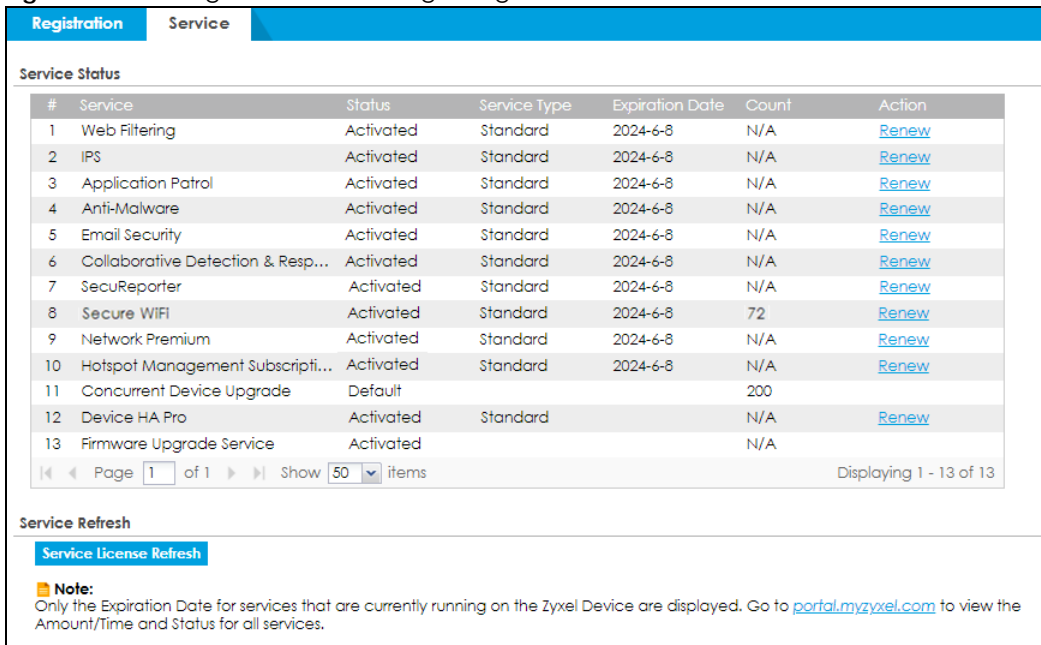 Registration Service
Service Status
# Service Status Service Type Expiration Date Count Action
1 Web Filtering Activated Standard 2024-6-8 N/A Renew
2 IPS Activated Standard 2024-6-8 N/A Renew
3 Application Patrol Activated Standard 2024-6-8 N/A Renew
4 Anti-Malware Activated Standard 2024-6-8 N/A Renew
5 Email Security Activated Standard 2024-6-8 N/A Renew
6 Collaborative Detection & Resp... Activated Standard 2024-6-8 N/A Renew
7 SecuReporter Activated Standard 2024-6-8 N/A Renew
8 Secure WiFi Activated Standard 2024-6-8 72 Renew
9 Network Premium Activated Standard 2024-6-8 N/A Renew
10 Hotspot Management Subscripti... Activated Standard 2024-6-8 N/A Renew
11 Concurrent Device Upgrade Default 200
12 Device HA Pro Activated Standard N/A Renew
13 Firmware Upgrade Service Activated N/A
Page 1 of 1 Show 50 items Displaying 1 - 13 of 13
Service Refresh
Service License Refresh
Note:
Only the Expiration Date for services that are currently running on the Zyxel Device are displayed. Go to portal.myzyxel.com to view the
Amount/Time and Status for all services.